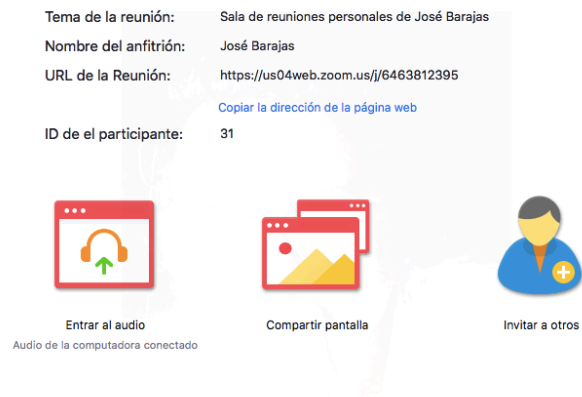 Tema de la reunión: Sala de reuniones personales de José Barajas
Nombre del anfitrión: José Barajas
URL de la Reunión: https://us04web.zoom.us/j/6463812395
Copiar la dirección de la página web
ID de el participante: 31
Entrar al audio
Compartir pantalla
Invitar a otros
Audio de la computadora conectado